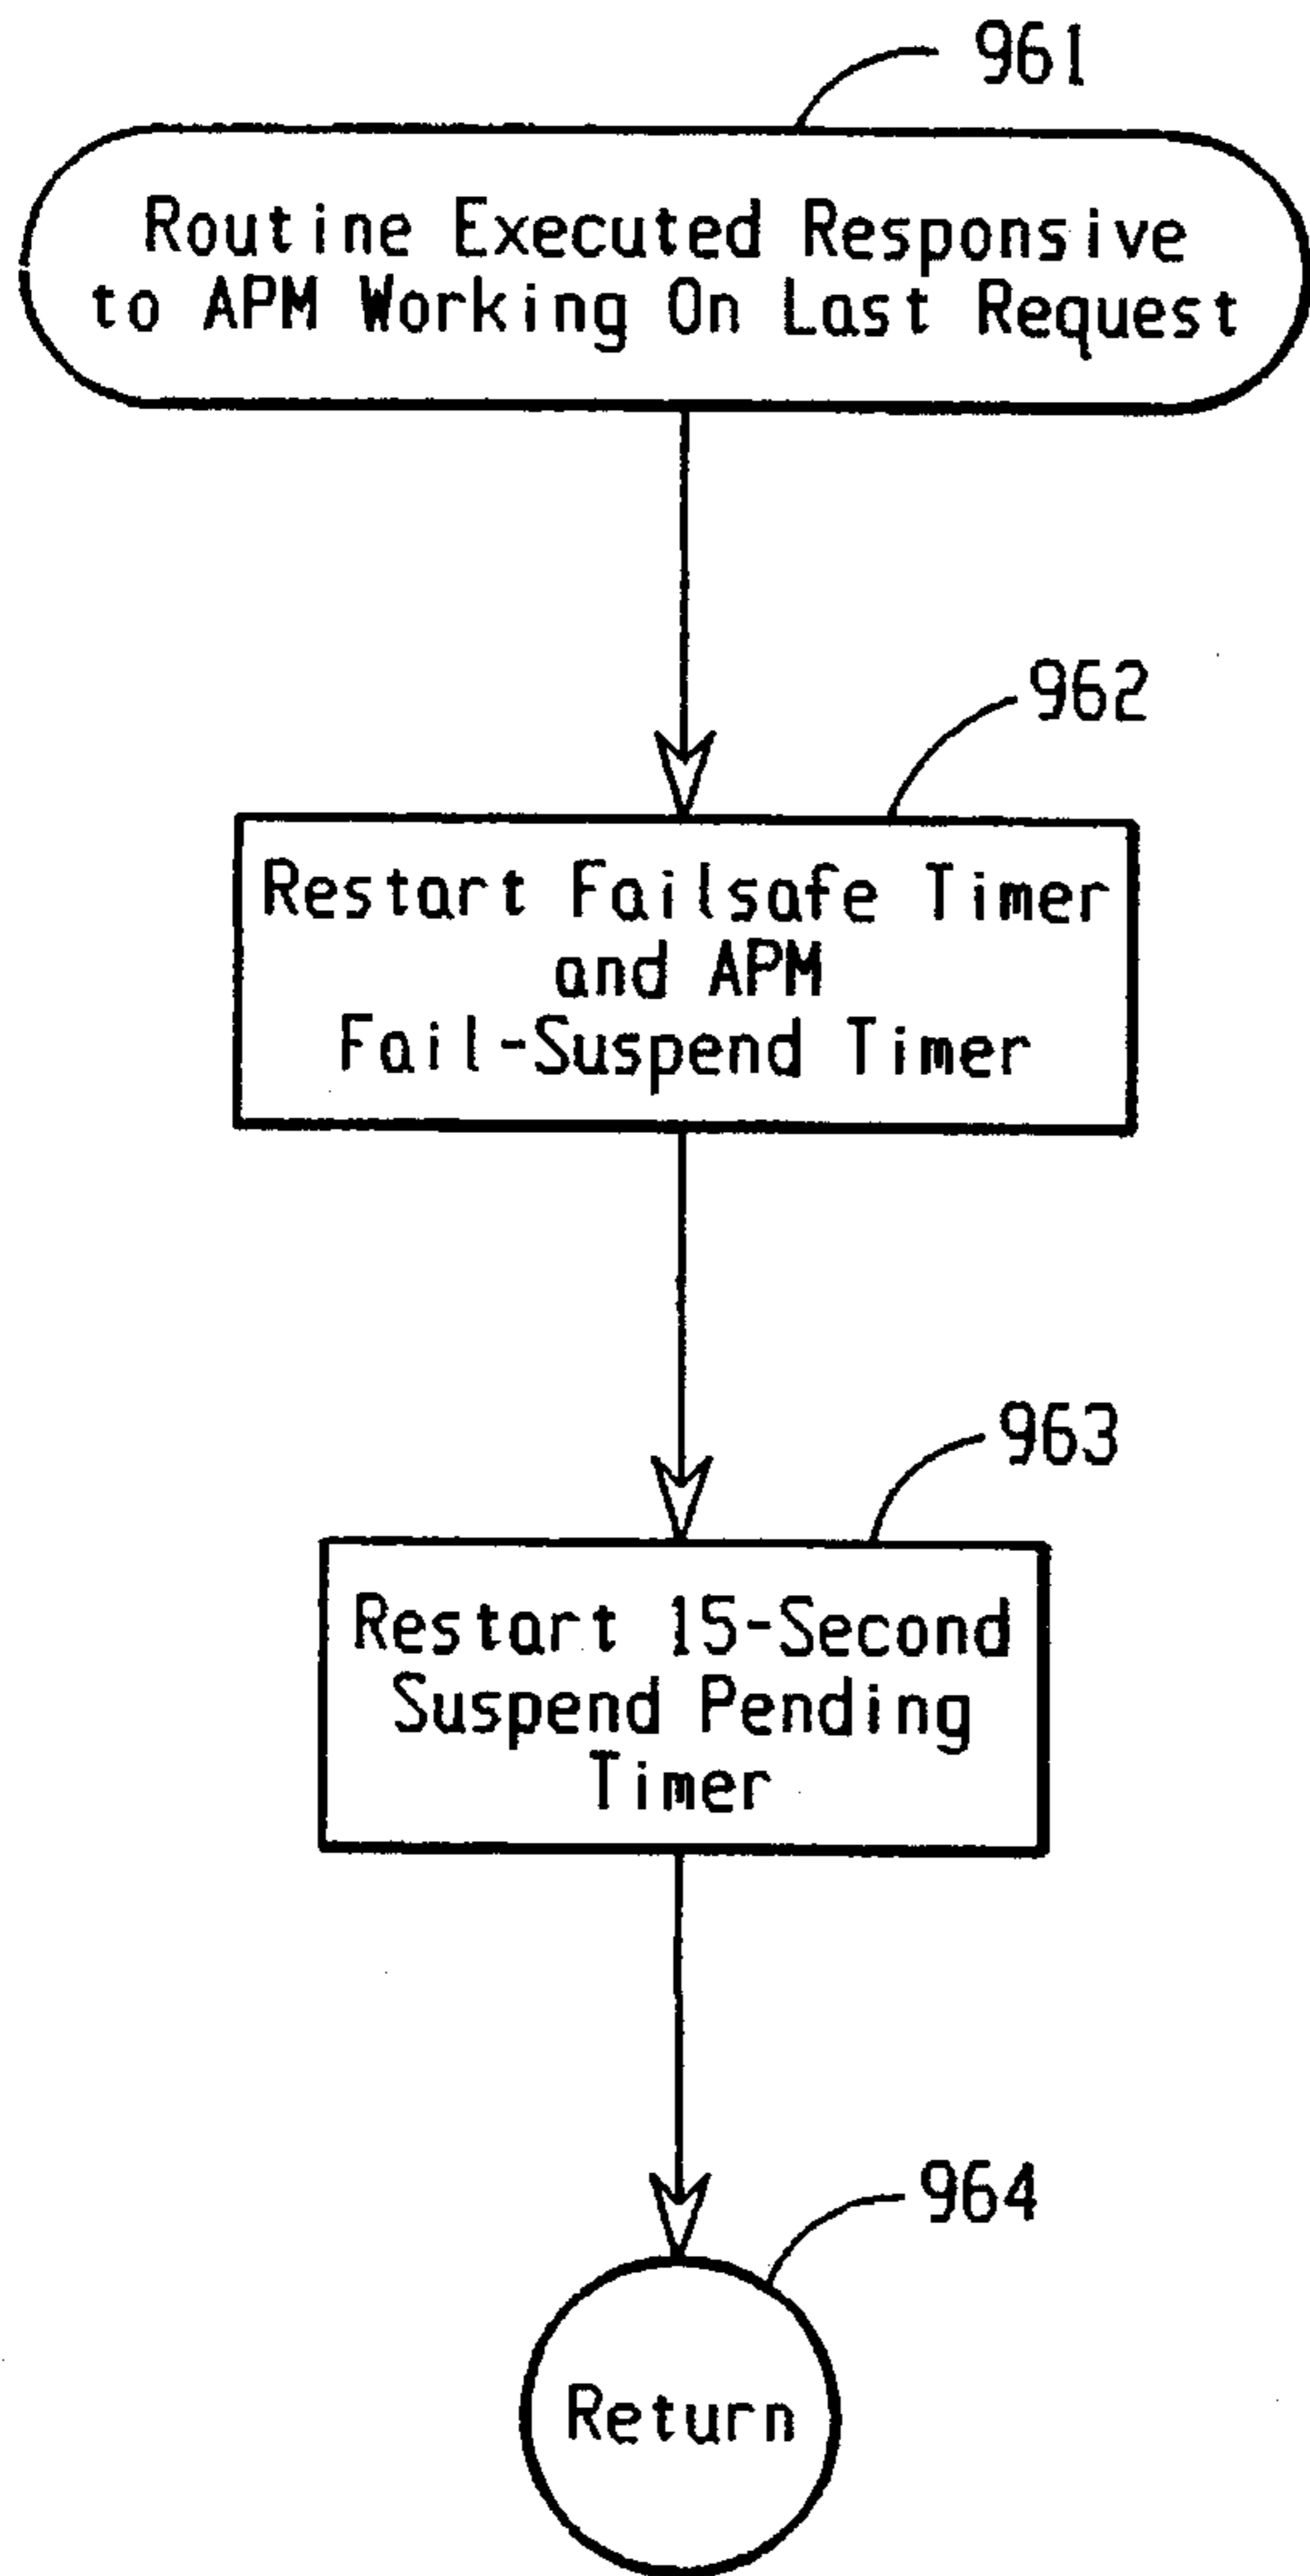 961
Routine Executed Responsive
to APM Working On Last Request
962
Restart Failsafe Timer
and APM
Fail-Suspend Timer
963
Restart 15-Second
Suspend Pending
Timer
964
Return